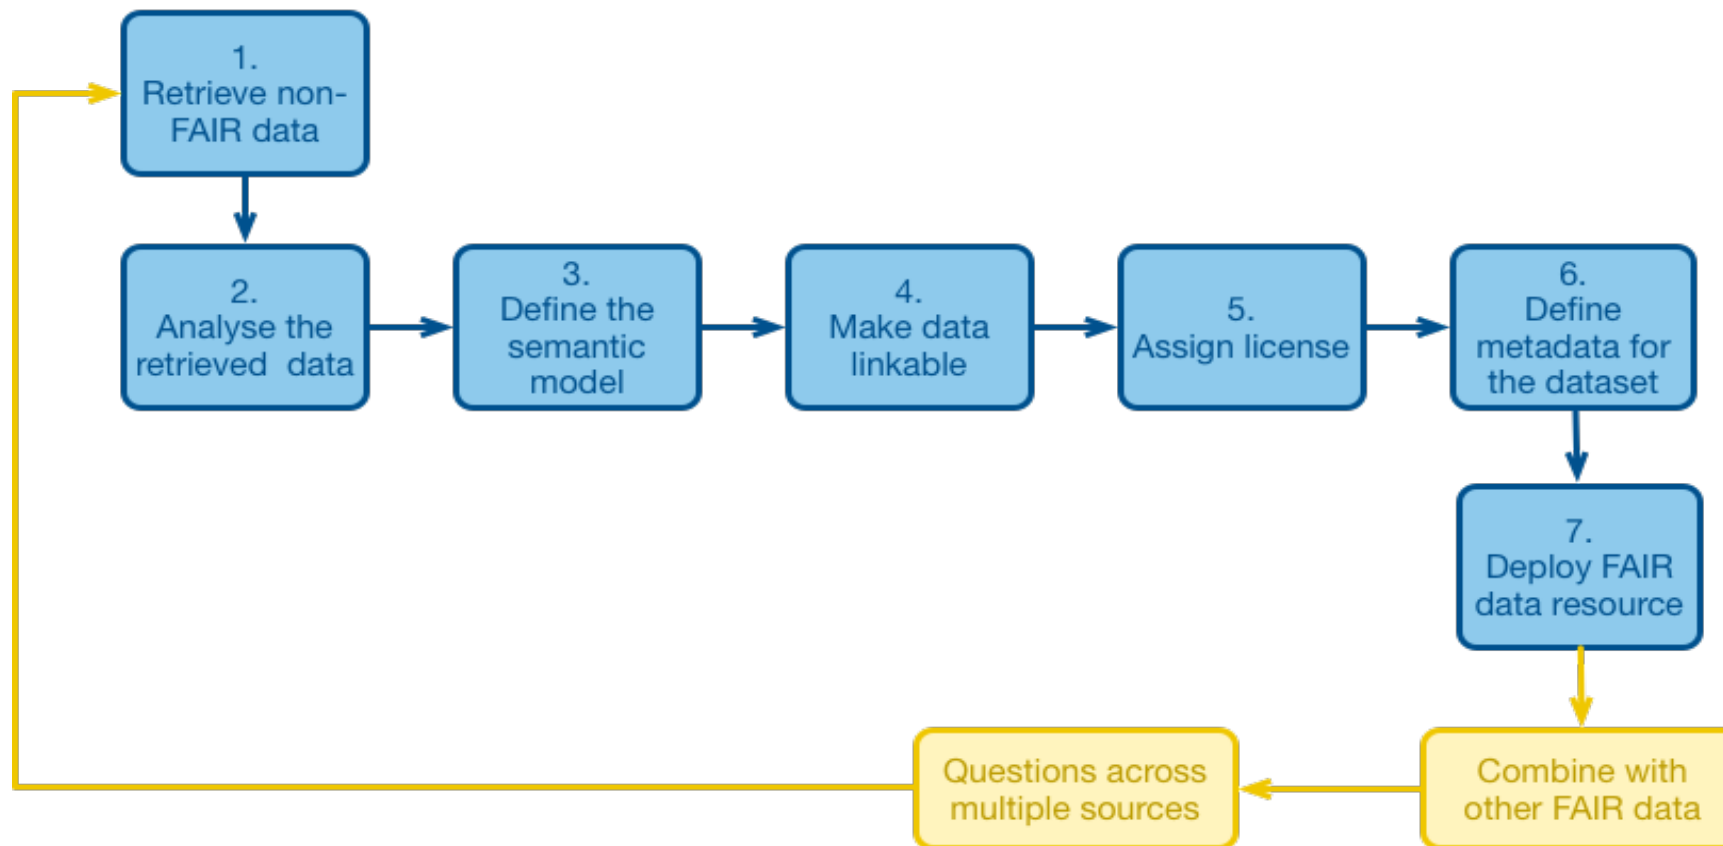 1.
Retrieve non-
FAIR data
2.
Analyse the
retrieved  data
3.
Define the
semantic
model
4.
Make data
linkable
5.
Assign license
6.
Define
metadata for
the dataset
7.
Deploy FAIR
data resource
Combine with
other FAIR data
Questions across
multiple sources